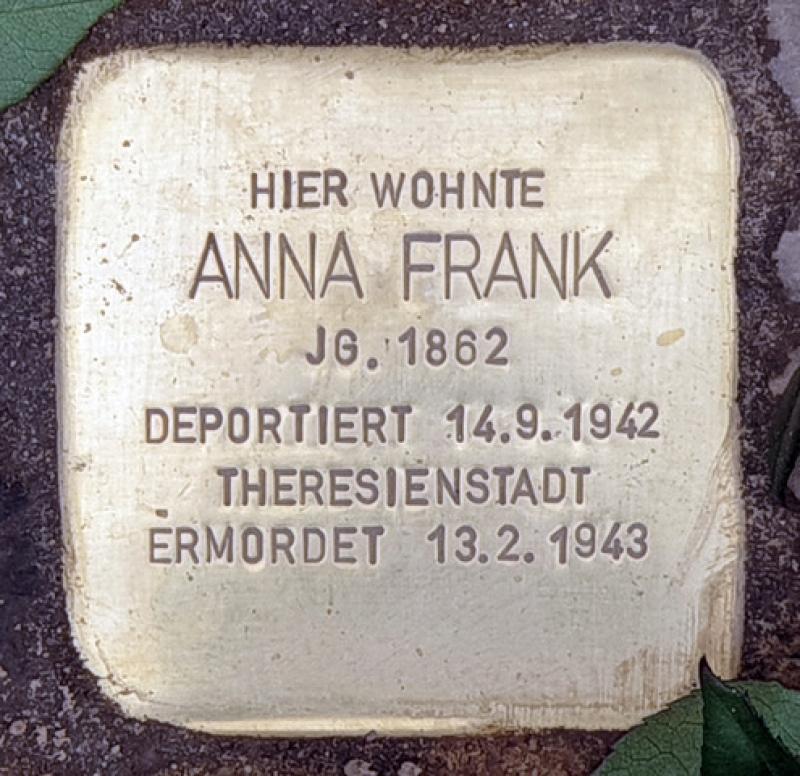 HIER WOHNTE
ANNA FRANK
JG. 1862
DEPORTIERT 14.9.1942
THERESIENSTADT
ERMORDET 13.2.1943